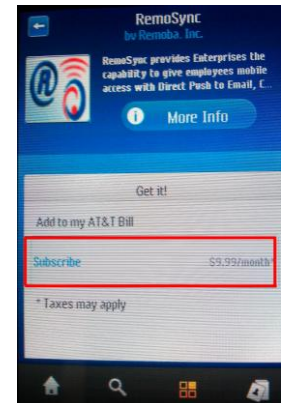 RemoSync
by Remoba. Inc.
RemoSync provides Enterprises the
capability to give employees mobile
access with Direct Push to Email, C...
i More Info
Get it!
Add to my AT&T Bill
Subscribe $9.99/month*
* Taxes may apply